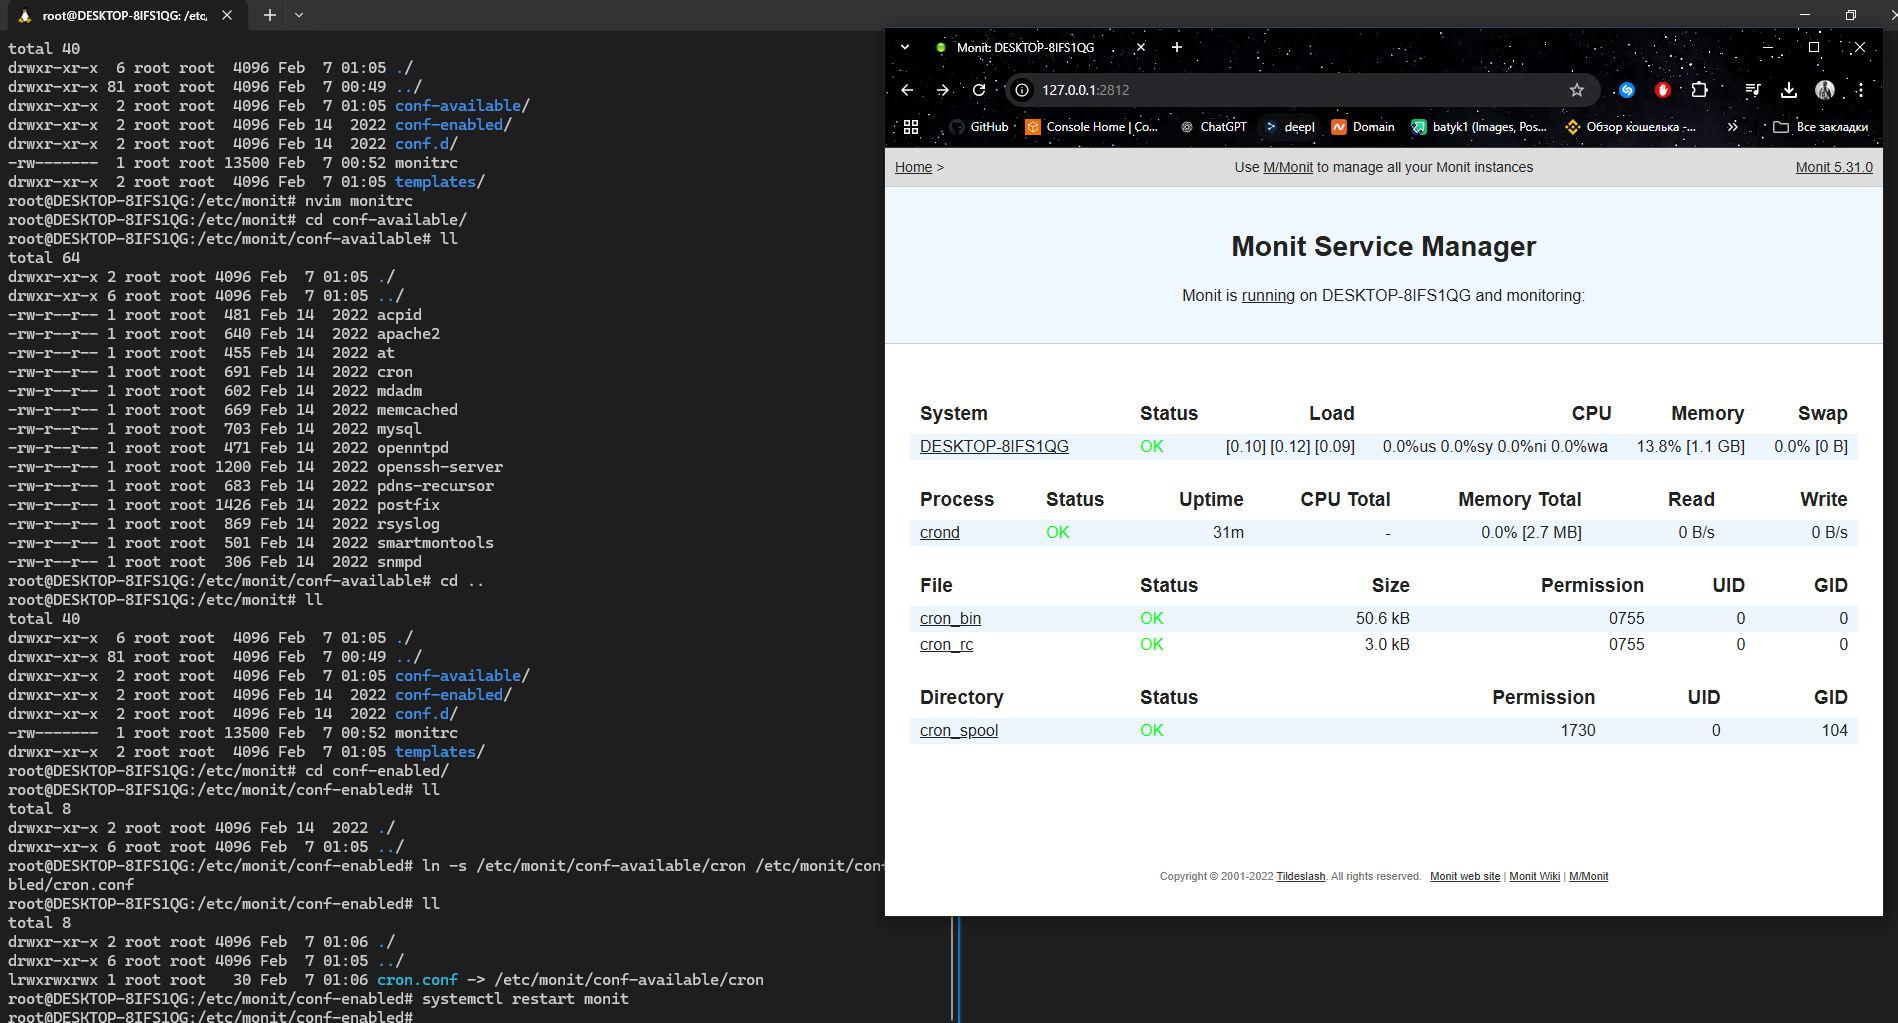 root@DESKTOP-8IFS1QG: /etc,
total 40
drwxr-xr-x  6 root root  4096 Feb  7 01:05 ./
drwxr-xr-x 81 root root  4096 Feb  7 00:49 ../
drwxr-xr-x  2 root root  4096 Feb  7 01:05 conf-available/
drwxr-xr-x  2 root root  4096 Feb 14  2022 conf-enabled/
drwxr-xr-x  2 root root  4096 Feb 14  2022 conf.d/
-rw-------  1 root root 13500 Feb  7 00:52 monitrc
drwxr-xr-x  2 root root  4096 Feb  7 01:05 templates/
root@DESKTOP-8IFS1QG:/etc/monit# nvim monitrc
root@DESKTOP-8IFS1QG:/etc/monit# cd conf-available/
root@DESKTOP-8IFS1QG:/etc/monit/conf-available# ll
total 64
drwxr-xr-x 2 root root 4096 Feb  7 01:05 ./
drwxr-xr-x 6 root root 4096 Feb  7 01:05 ../
-rw-r--r-- 1 root root  481 Feb 14  2022 acpid
-rw-r--r-- 1 root root  640 Feb 14  2022 apache2
-rw-r--r-- 1 root root  455 Feb 14  2022 at
-rw-r--r-- 1 root root  691 Feb 14  2022 cron
-rw-r--r-- 1 root root  602 Feb 14  2022 mdadm
-rw-r--r-- 1 root root  669 Feb 14  2022 memcached
-rw-r--r-- 1 root root  703 Feb 14  2022 mysql
-rw-r--r-- 1 root root  471 Feb 14  2022 openntpd
-rw-r--r-- 1 root root 1200 Feb 14  2022 openssh-server
-rw-r--r-- 1 root root  683 Feb 14  2022 pdns-recursor
-rw-r--r-- 1 root root 1426 Feb 14  2022 postfix
-rw-r--r-- 1 root root  869 Feb 14  2022 rsyslog
-rw-r--r-- 1 root root  501 Feb 14  2022 smartmontools
-rw-r--r-- 1 root root  306 Feb 14  2022 snmpd
root@DESKTOP-8IFS1QG:/etc/monit/conf-available# cd ..
root@DESKTOP-8IFS1QG:/etc/monit# ll
total 40
drwxr-xr-x  6 root root  4096 Feb  7 01:05 ./
drwxr-xr-x 81 root root  4096 Feb  7 00:49 ../
drwxr-xr-x  2 root root  4096 Feb  7 01:05 conf-available/
drwxr-xr-x  2 root root  4096 Feb 14  2022 conf-enabled/
drwxr-xr-x  2 root root  4096 Feb 14  2022 conf.d/
-rw-------  1 root root 13500 Feb  7 00:52 monitrc
drwxr-xr-x  2 root root  4096 Feb  7 01:05 templates/
root@DESKTOP-8IFS1QG:/etc/monit# cd conf-enabled/
root@DESKTOP-8IFS1QG:/etc/monit/conf-enabled# ll
total 8
drwxr-xr-x 2 root root 4096 Feb 14  2022 ./
drwxr-xr-x 6 root root 4096 Feb  7 01:05 ../
root@DESKTOP-8IFS1QG:/etc/monit/conf-enabled# ln -s /etc/monit/conf-available/cron /etc/monit/con
bled/cron.conf
root@DESKTOP-8IFS1QG:/etc/monit/conf-enabled# ll
total 8
drwxr-xr-x 2 root root 4096 Feb  7 01:06 ./
drwxr-xr-x 6 root root 4096 Feb  7 01:05 ../
lrwxrwxrwx 1 root root   30 Feb  7 01:06 cron.conf -> /etc/monit/conf-available/cron
root@DESKTOP-8IFS1QG:/etc/monit/conf-enabled# systemctl restart monit
root@DESKTOP-8IFS1QG:/etc/monit/conf-enabled#
Monit: DESKTOP-8IFS1QG
127.0.0.1:2812
GitHub Console Home | Co... ChatGPT deepl Domain batyk1 (Images, Pos... Обзор кошелька -... Все закладки
Home > Use M/Monit to manage all your Monit instances Monit 5.31.0
Monit Service Manager
Monit is running on DESKTOP-8IFS1QG and monitoring:
System Status Load CPU Memory Swap
DESKTOP-8IFS1QG OK [0.10] [0.12] [0.09] 0.0%us 0.0%sy 0.0%ni 0.0%wa 13.8% [1.1 GB] 0.0% [0 B]
Process Status Uptime CPU Total Memory Total Read Write
crond OK 31m - 0.0% [2.7 MB] 0 B/s 0 B/s
File Status Size Permission UID GID
cron_bin OK 50.6 kB 0755 0 0
cron_rc OK 3.0 kB 0755 0 0
Directory Status Permission UID GID
cron_spool OK 1730 0 104
Copyright © 2001-2022 Tildeslash. All rights reserved. Monit web site | Monit Wiki | M/Monit